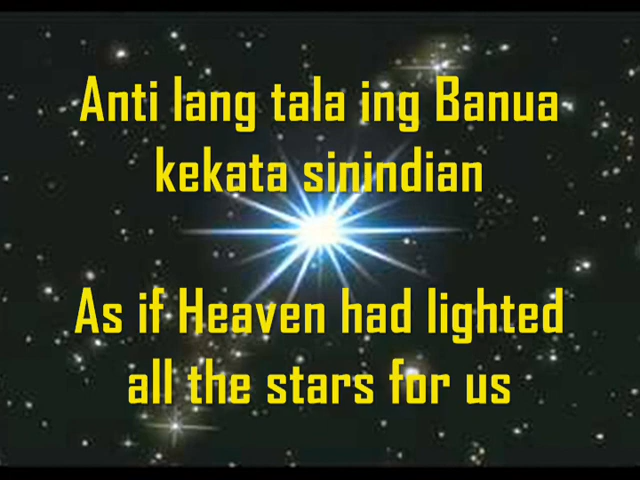 Anti lang tala ing Banua
kekata sinindian
As if Heaven had lighted
all the stars for us